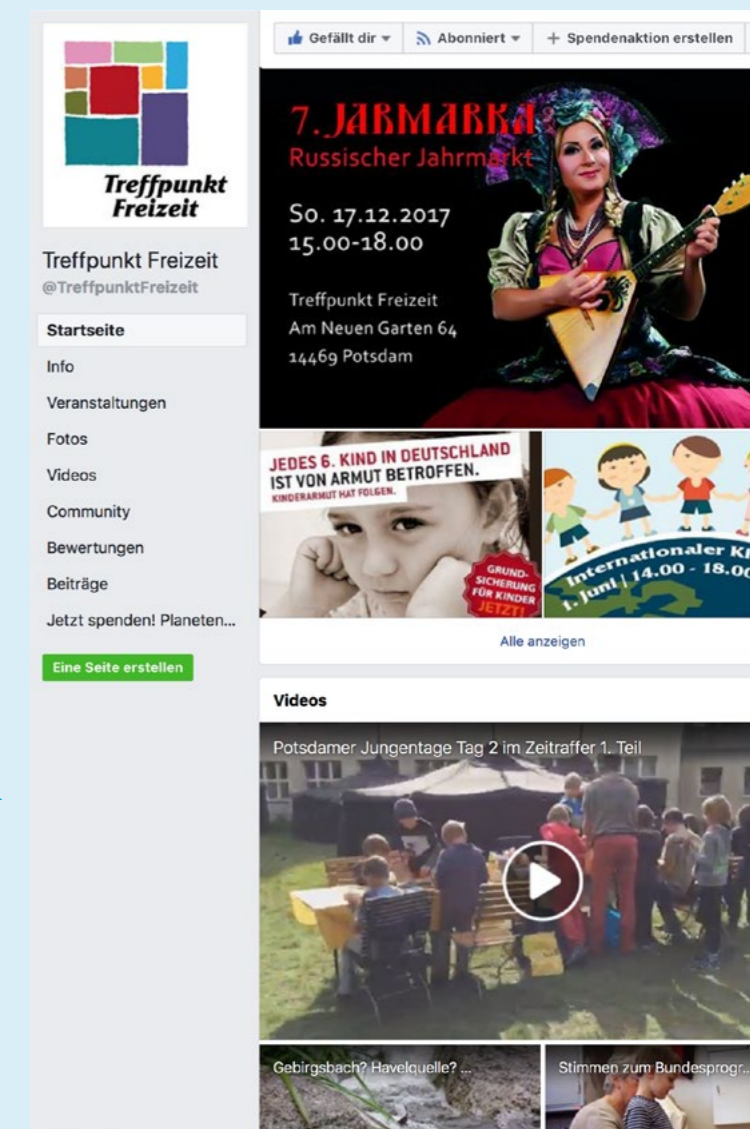 Treffpunkt
Freizeit
Treffpunkt Freizeit
@TreffpunktFreizeit
Startseite
Info
Veranstaltungen
Fotos
Videos
Community
Bewertungen
Beiträge
Jetzt spenden! Planeten...
Eine Seite erstellen
Gefällt dir
Abonniert
Spendenaktion erstellen
7. JARMARKA
Russischer Jahrmarkt
So. 17.12.2017
15.00-18.00
Treffpunkt Freizeit
Am Neuen Garten 64
14469 Potsdam
JEDES 6. KIND IN DEUTSCHLAND
IST VON ARMUT BETROFFEN.
KINDERARMUT HAT FOLGEN.
GRUND-
SICHERUNG
FÜR KINDER
JETZT!
Internationaler
1. Juni | 14.00 - 18.00
Alle anzeigen
Videos
Potsdamer Jungentage Tag 2 im Zeitraffer 1. Teil
Gebirgsbach? Havelquelle? ...
Stimmen zum Bundesprogr...